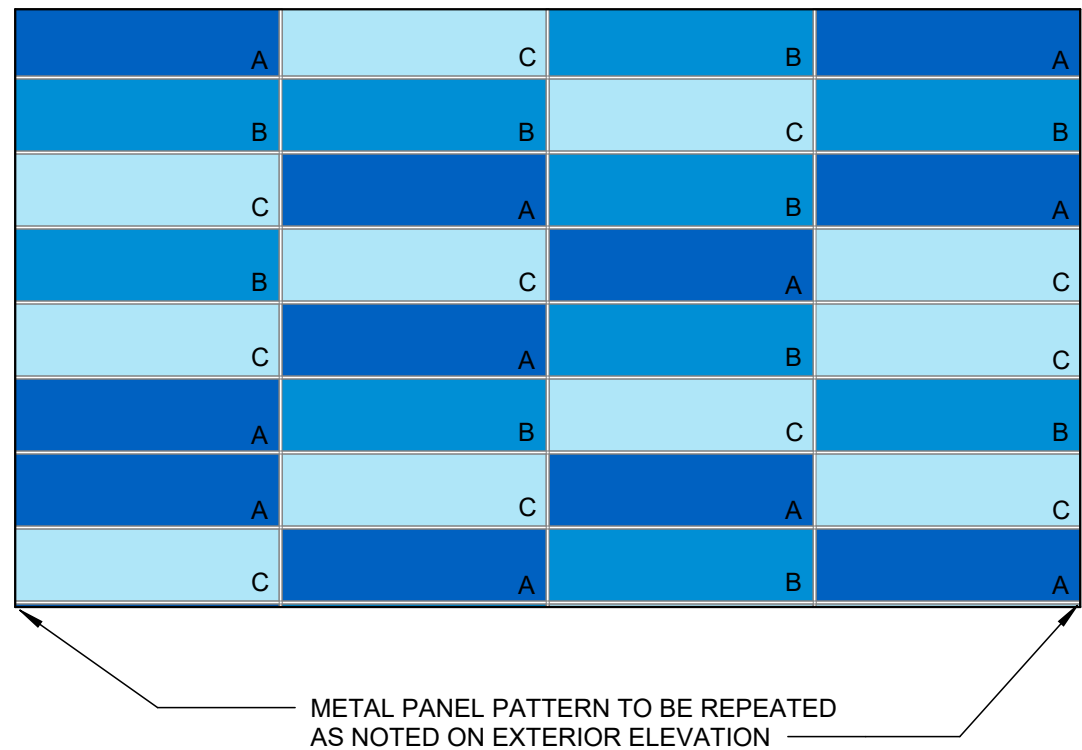 A C B A
B B C B
C A B A
B C A C
C A B C
A B C B
A C A C
C A B A
METAL PANEL PATTERN TO BE REPEATED
AS NOTED ON EXTERIOR ELEVATION